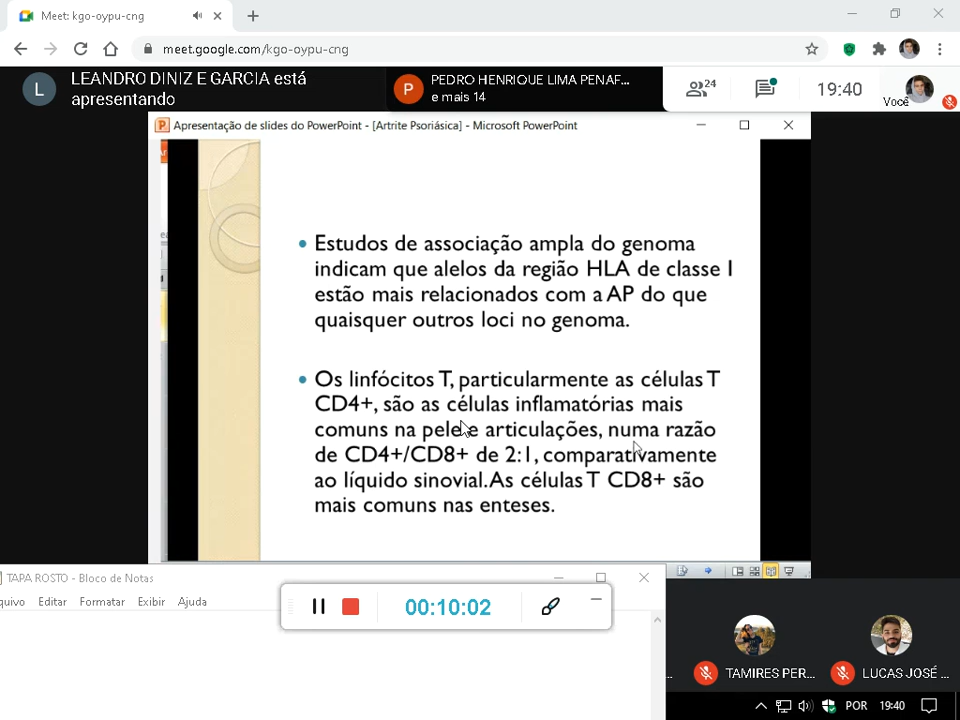 Meet: kgo-oypu-cng
meet.google.com/kgo-oypu-cng
L
LEANDRO DINIZ E GARCIA está
apresentando
P
PEDRO HENRIQUE LIMA PENAF...
e mais 14
24
19:40
Você
Apresentação de slides do PowerPoint - [Artrite Psoriásica] - Microsoft PowerPoint
• Estudos de associação ampla do genoma
indicam que alelos da região HLA de classe I
estão mais relacionados com a AP do que
quaisquer outros loci no genoma.
• Os linfócitos T, particularmente as células T
CD4+, são as células inflamatórias mais
comuns na pele e articulações, numa razão
de CD4+/CD8+ de 2:1, comparativamente
ao líquido sinovial. As células T CD8+ são
mais comuns nas enteses.
TAPA ROSTO - Bloco de Notas
quivo Editar Formatar Exibir Ajuda
00:10:02
TAMIRES PER...
LUCAS JOSÉ ...
POR 19:40